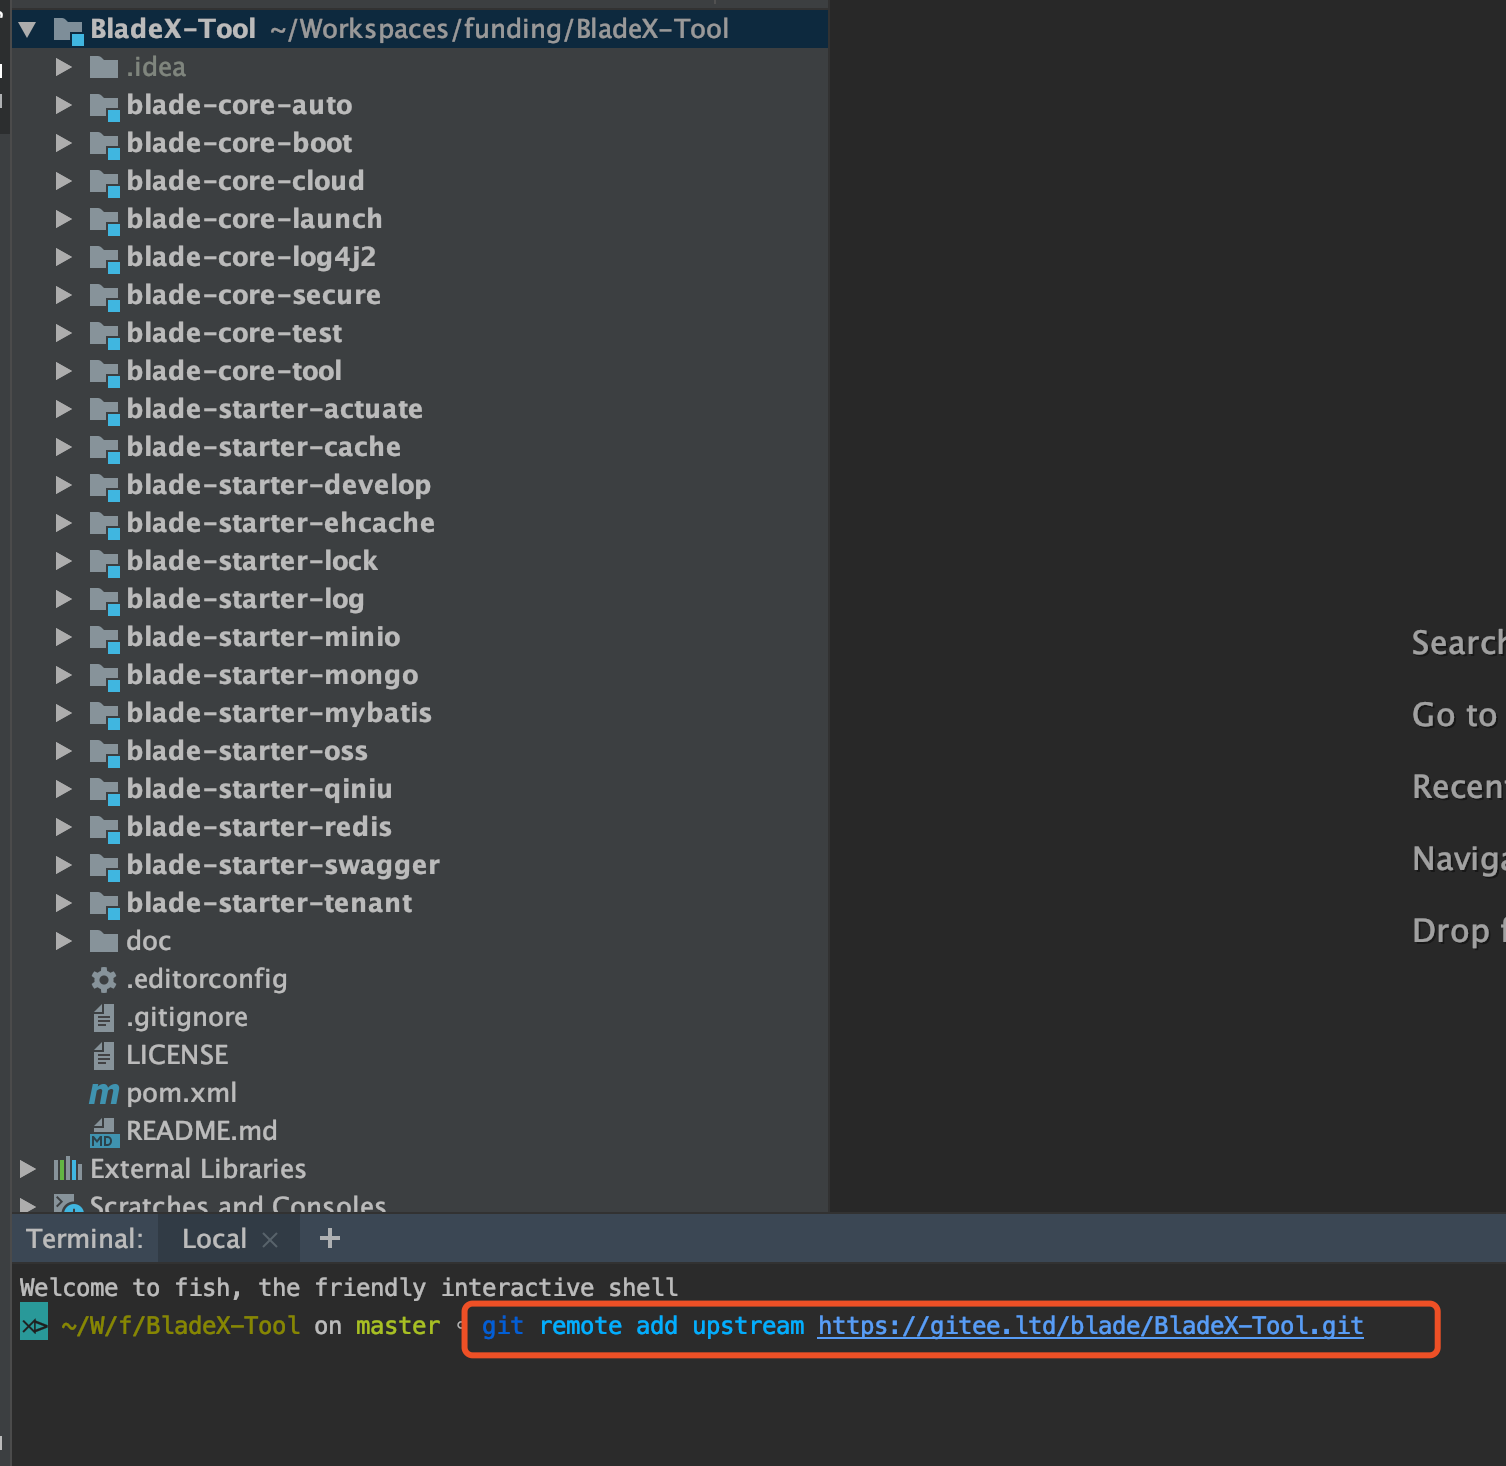 BladeX-Tool ~/Workspaces/funding/BladeX-Tool
.idea
blade-core-auto
blade-core-boot
blade-core-cloud
blade-core-launch
blade-core-log4j2
blade-core-secure
blade-core-test
blade-core-tool
blade-starter-actuate
blade-starter-cache
blade-starter-develop
blade-starter-ehcache
blade-starter-lock
blade-starter-log
blade-starter-minio
blade-starter-mongo
blade-starter-mybatis
blade-starter-oss
blade-starter-qiniu
blade-starter-redis
blade-starter-swagger
blade-starter-tenant
doc
.editorconfig
.gitignore
LICENSE
pom.xml
README.md
External Libraries
Scratches and Consoles
Search
Go to
Recen
Naviga
Drop f
Terminal: Local × +
Welcome to fish, the friendly interactive shell
~/W/f/BladeX-Tool on master git remote add upstream https://gitee.ltd/blade/BladeX-Tool.git